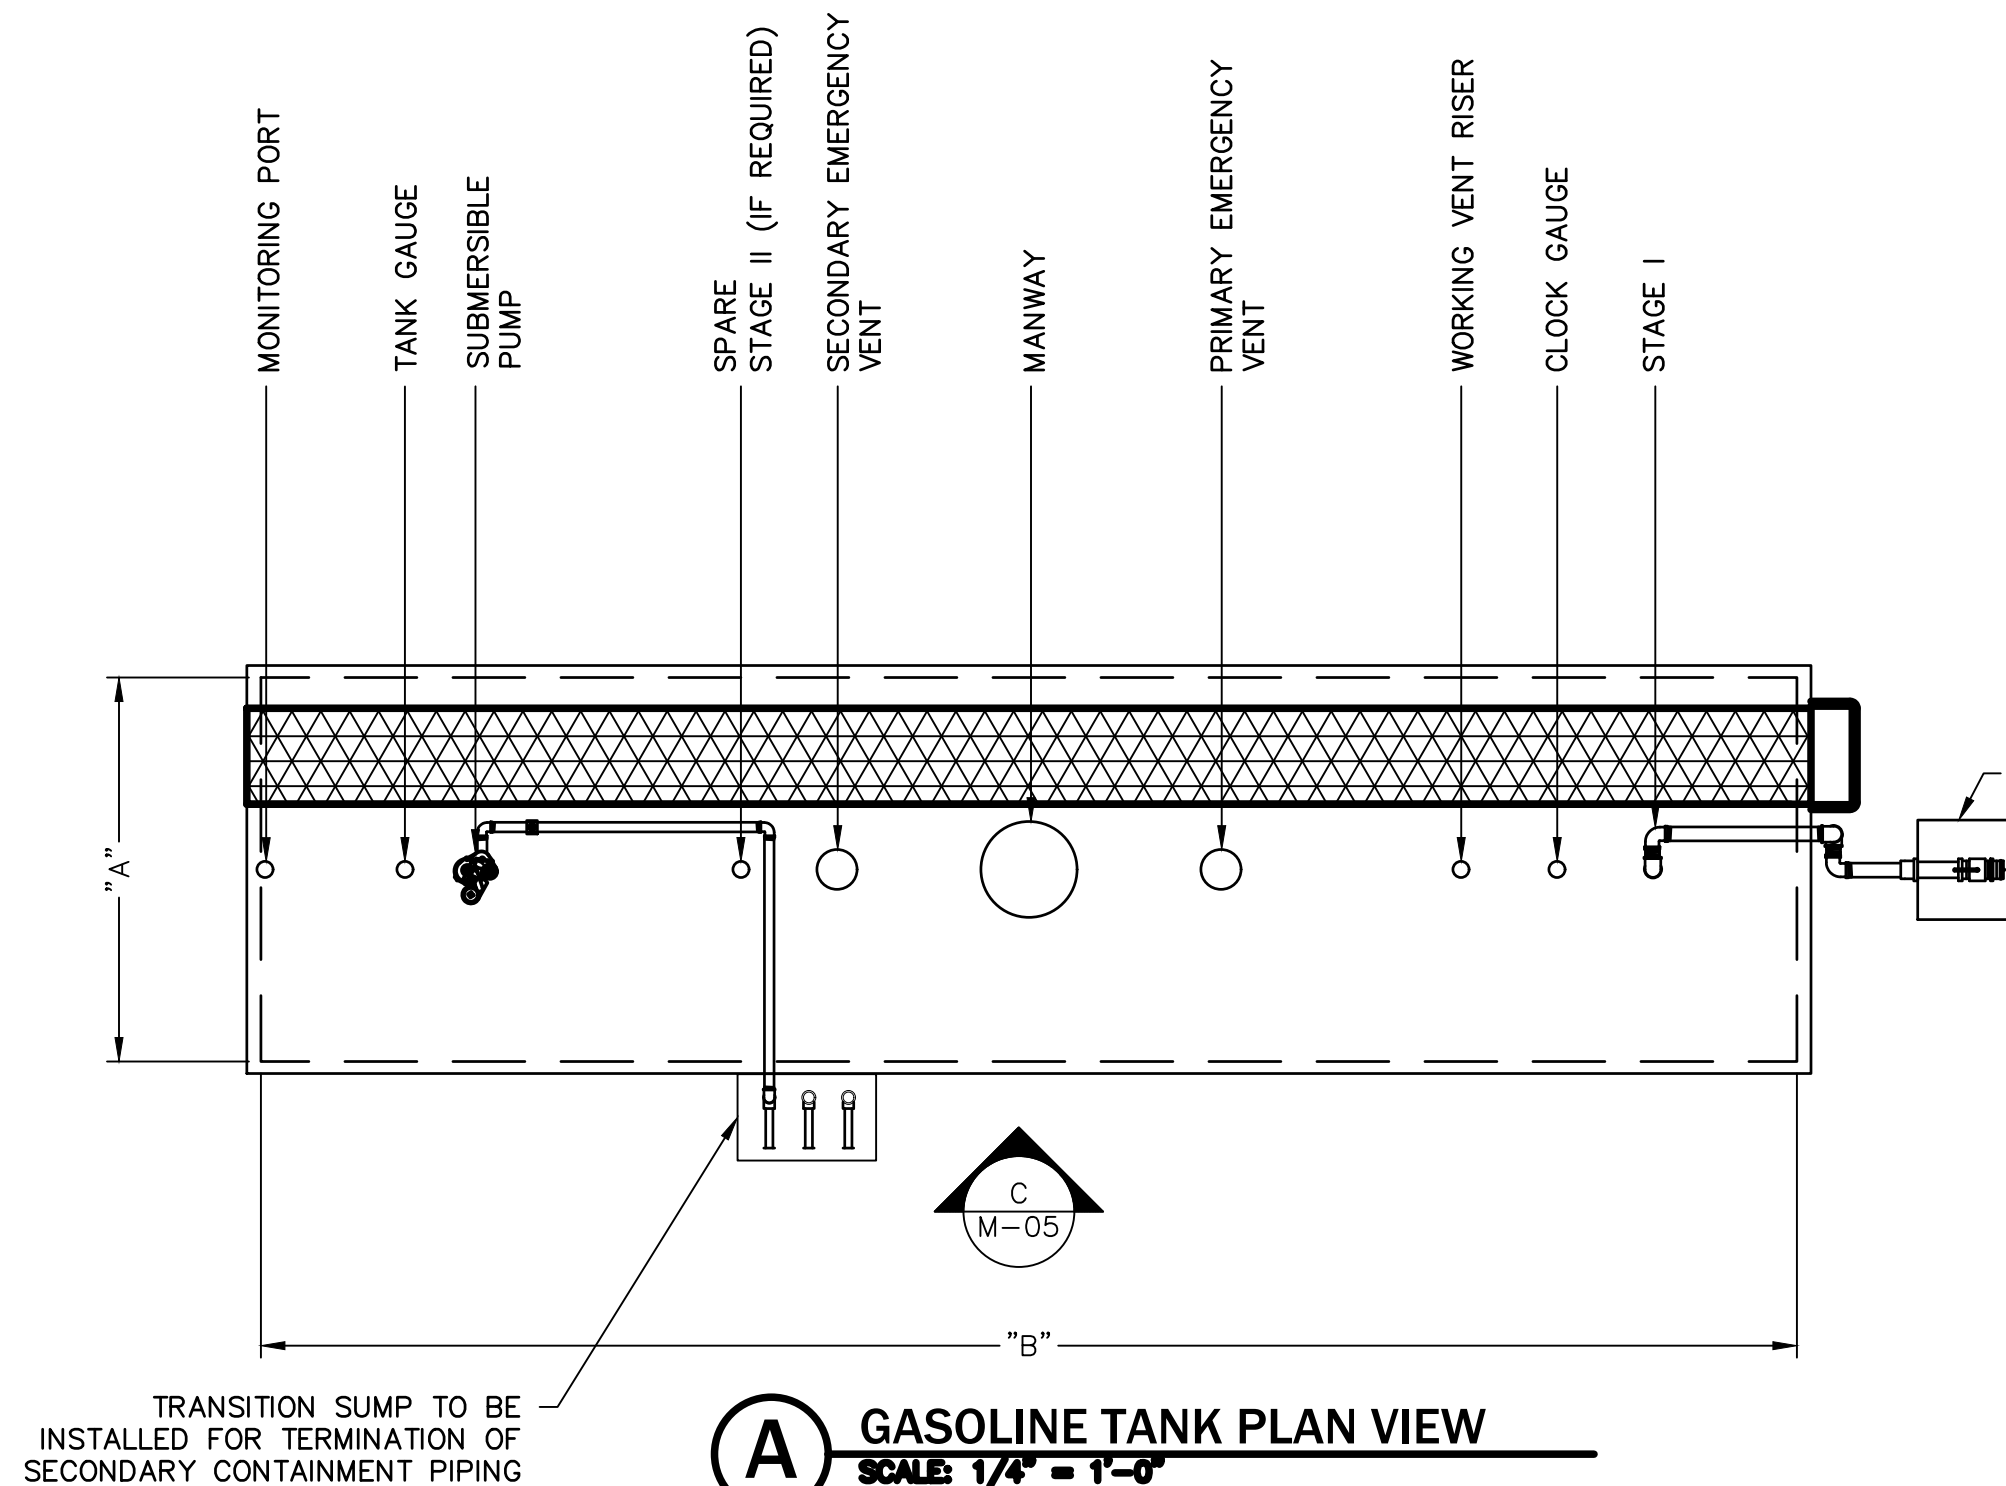 MONITORING PORT
TANK GAUGE
SUBMERSIBLE
PUMP
SPARE
STAGE II (IF REQUIRED)
SECONDARY EMERGENCY
VENT
MANWAY
PRIMARY EMERGENCY
VENT
WORKING VENT RISER
CLOCK GAUGE
STAGE I
"A"
C
M-05
"B"
TRANSITION SUMP TO BE
INSTALLED FOR TERMINATION OF
SECONDARY CONTAINMENT PIPING
A
GASOLINE TANK PLAN VIEW
SCALE: 1/4" = 1'-0"